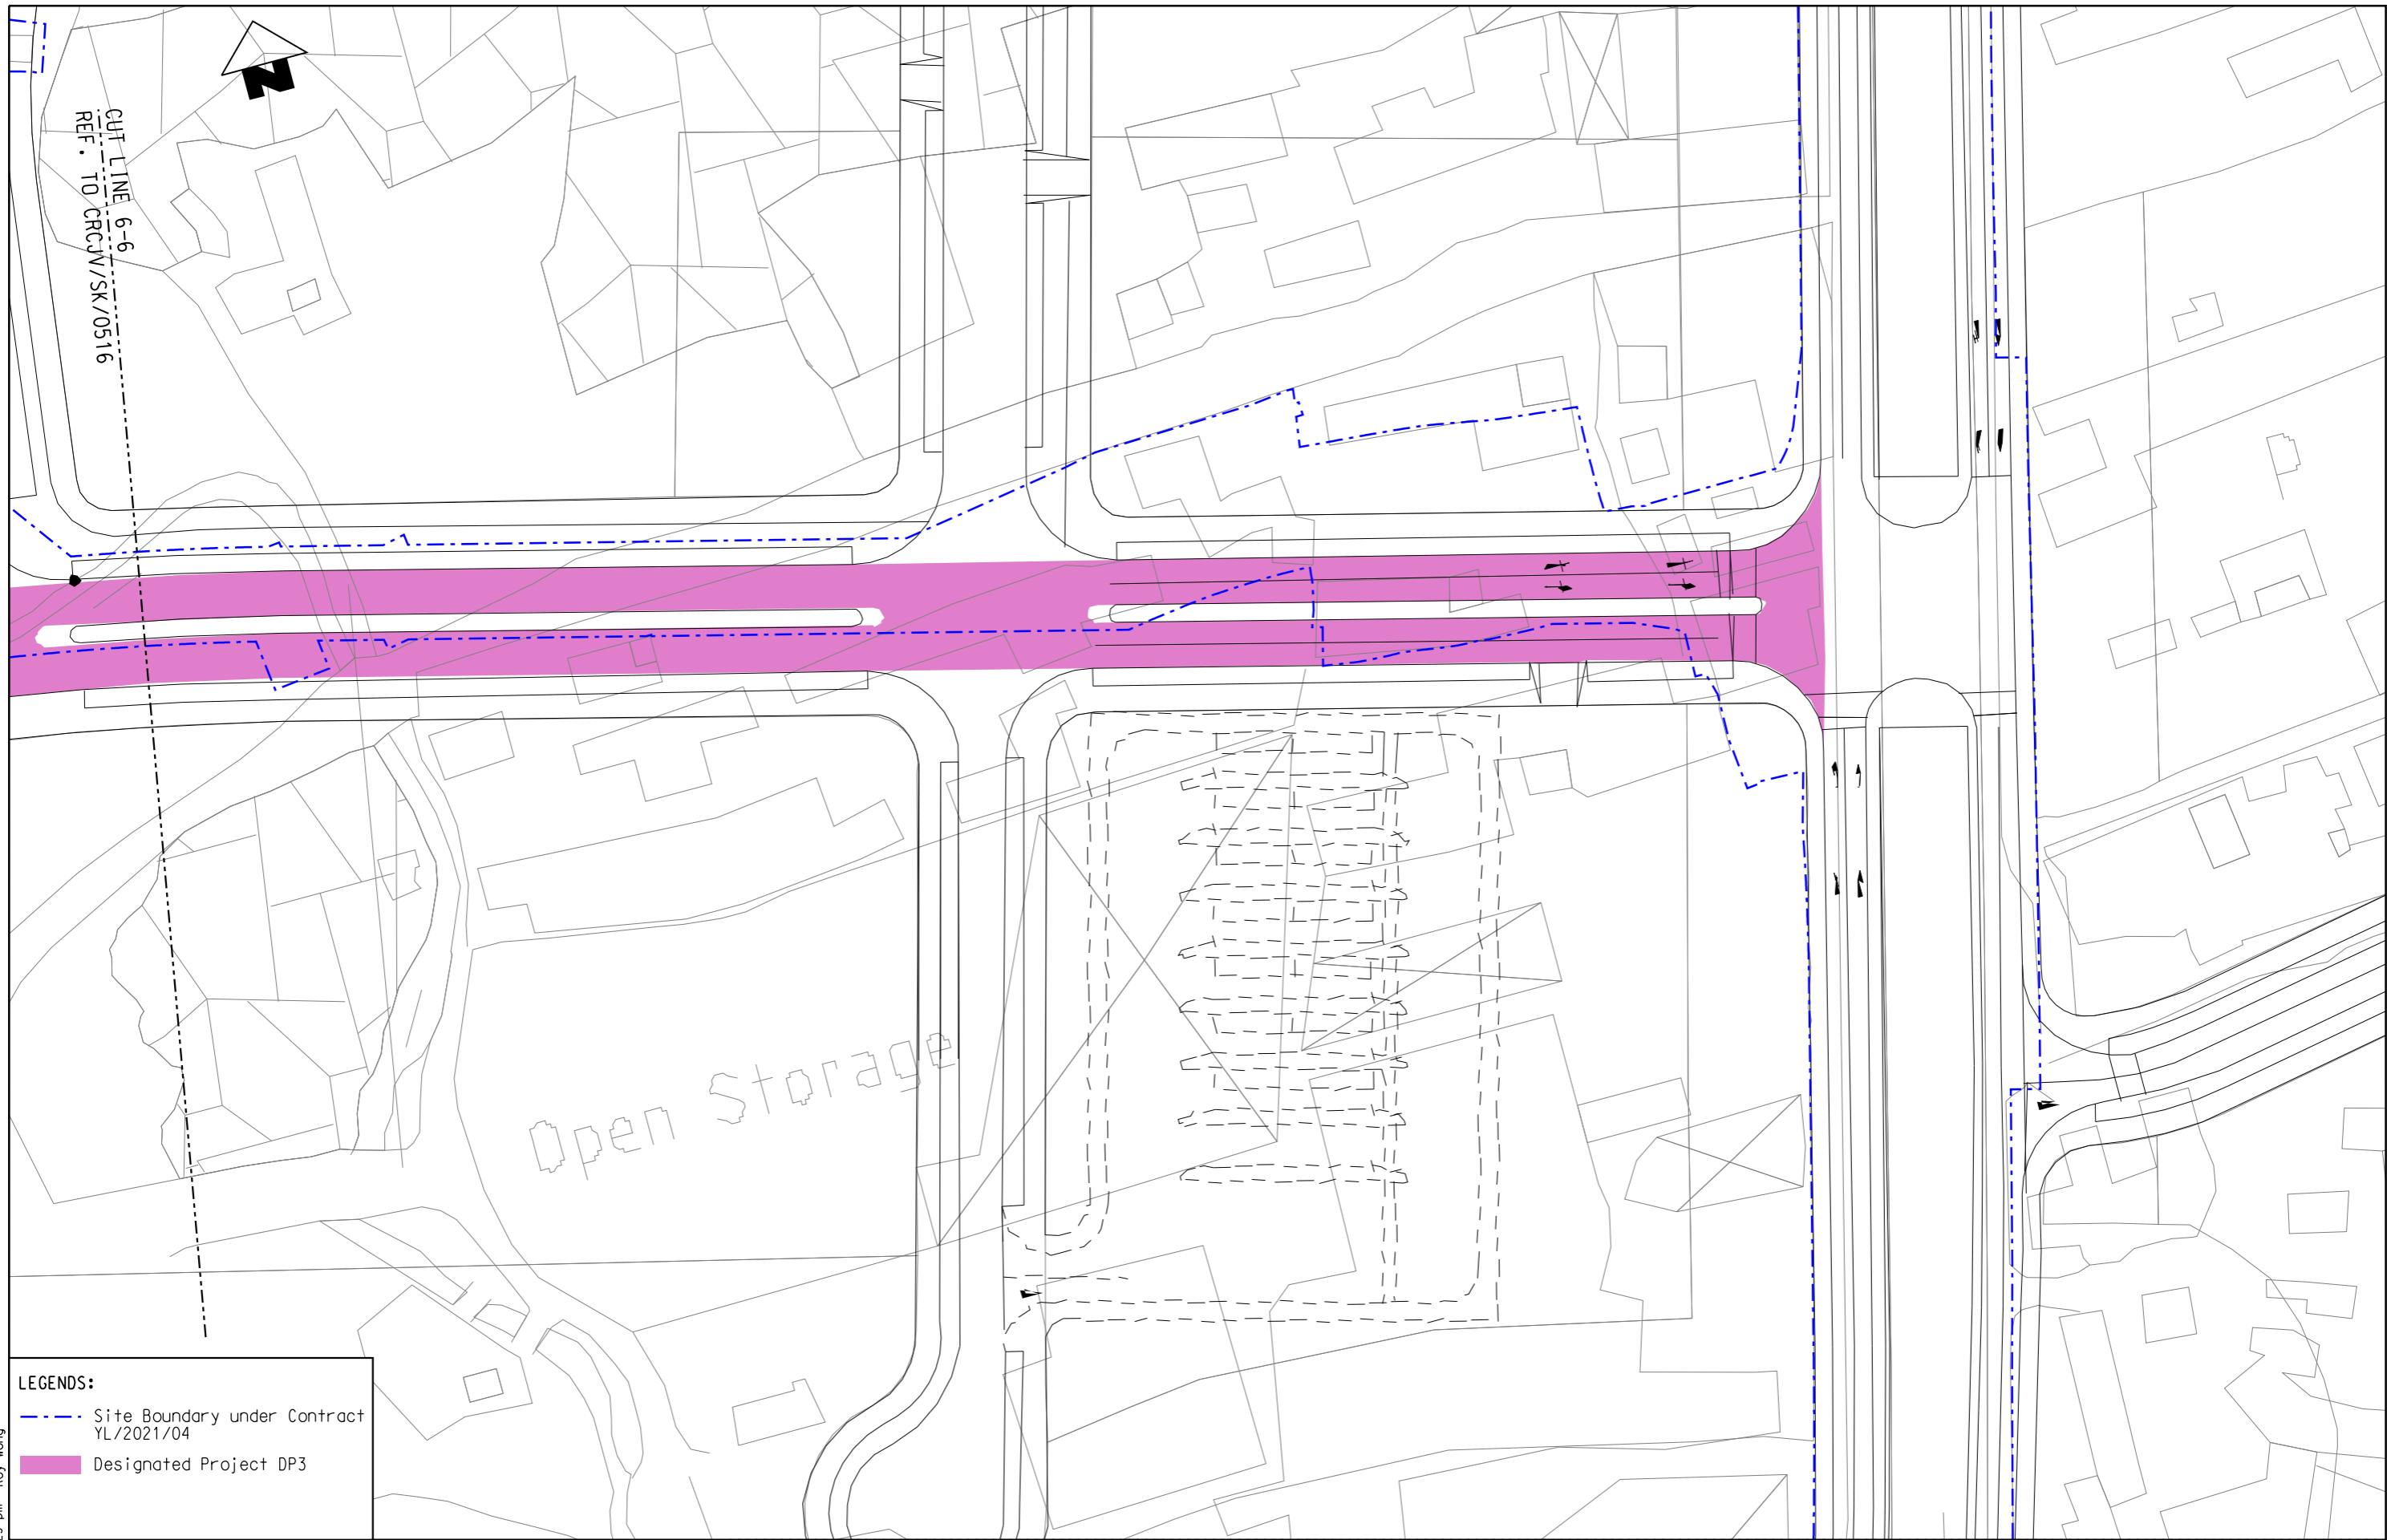 N
CUT LINE 6-6
REF. TO CRCJV/SK/0516
Open Storage
LEGENDS:
Site Boundary under Contract
YL/2021/04
Designated Project DP3